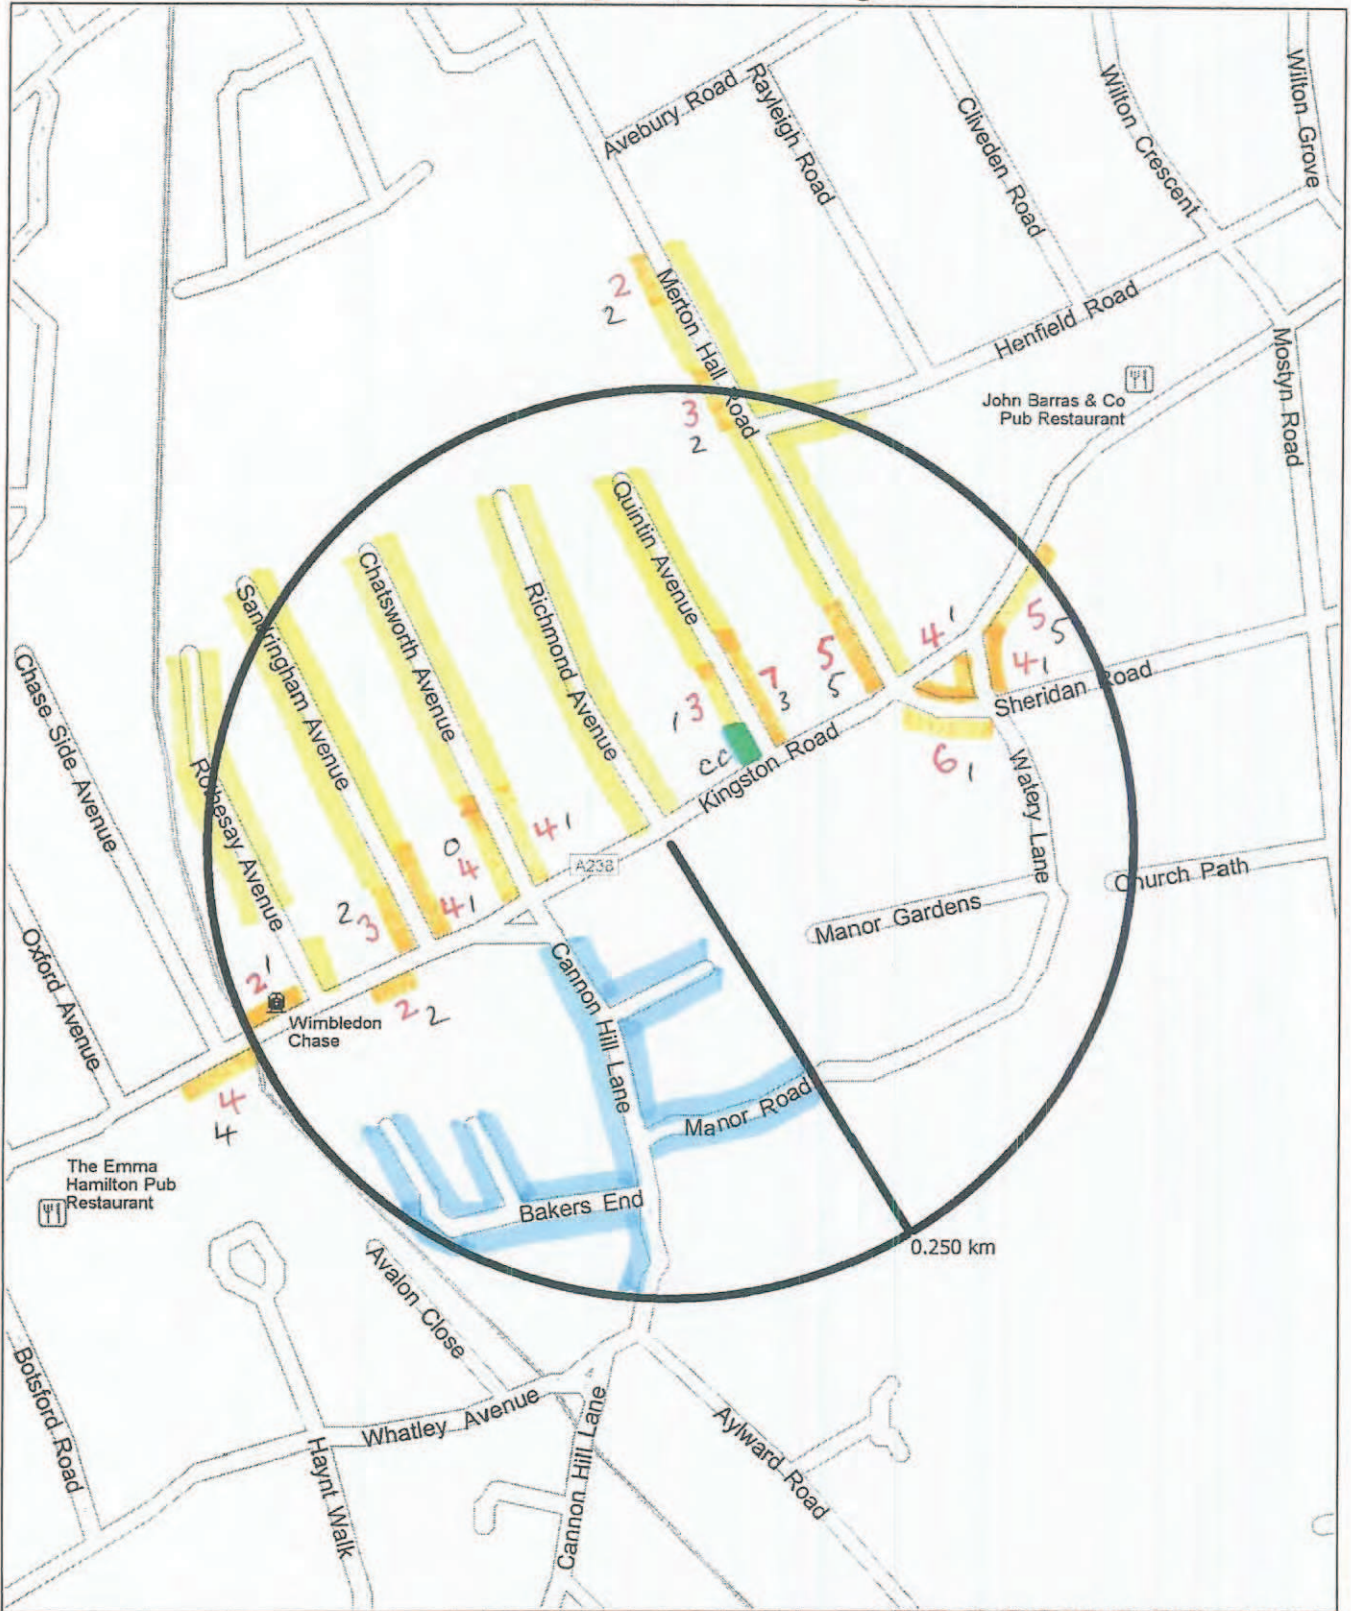 Avebury Road
Rayleigh Road
Cliveden Road
Wilton Crescent
Wilton Grove
2
2
Merton Hall Road
Henfield Road
John Barras & Co
Pub Restaurant
Mostyn Road
3
2
Quintin Avenue
Chatsworth Avenue
Richmond Avenue
Sandringham Avenue
Chase Side Avenue
Rothesay Avenue
5
5
4 1
5
5
4 1
Sheridan Road
7
3
1 3
CC
Kingston Road
6 1
Watery Lane
0
4
4 1
A238
4 1
2
3
Church Path
Manor Gardens
Oxford Avenue
2 1
Wimbledon
Chase
2 2
Cannon Hill Lane
4
4
Manor Road
The Emma
Hamilton Pub
Restaurant
Bakers End
0.250 km
Avalon Close
Botsford Road
Whatley Avenue
Haynt Walk
Cannon Hill Lane
Aylward Road